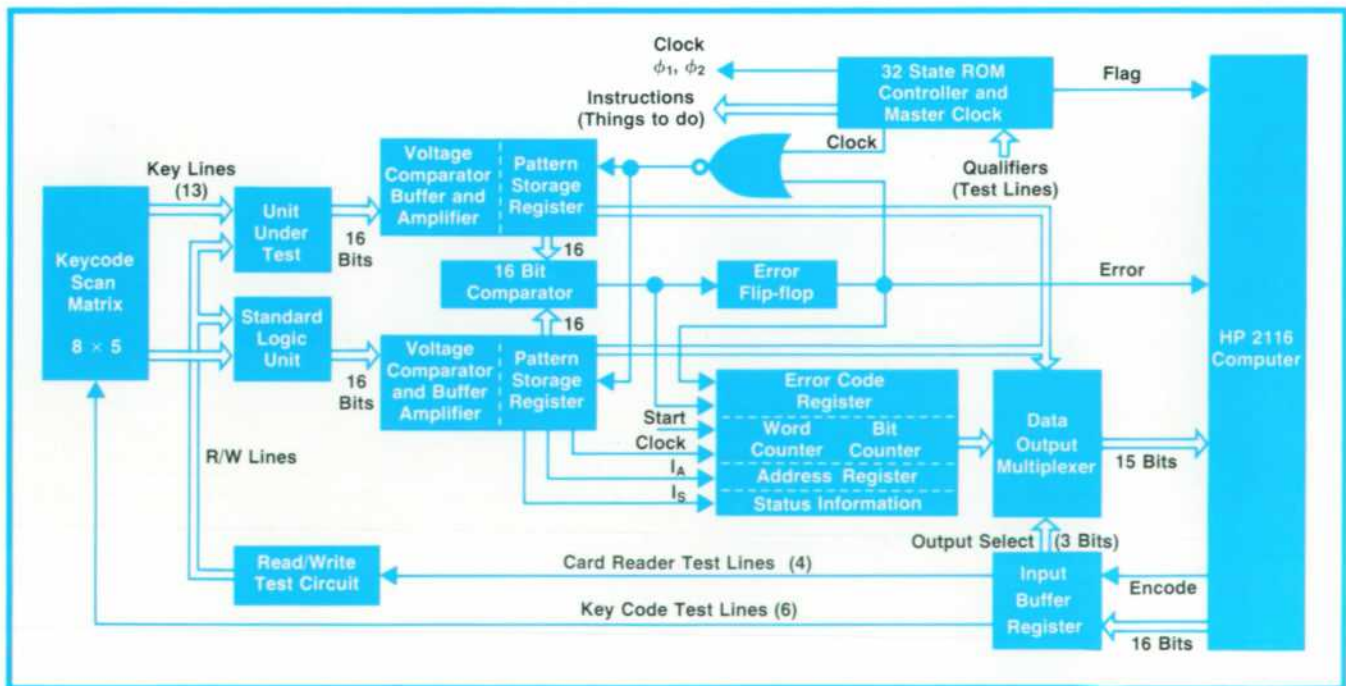 Clock
ϕ1, ϕ2
Instructions
(Things to do)
32 State ROM
Controller and
Master Clock
Flag
Clock
Qualifiers
(Test Lines)
Key Lines
(13)
Keycode
Scan
Matrix
8 × 5
Unit
Under
Test
16
Bits
Voltage
Comparator
Buffer and
Amplifier
Pattern
Storage
Register
16
16 Bit
Comparator
16
Error
Flip-flop
Error
HP 2116
Computer
Standard
Logic
Unit
16
Bits
Voltage
Comparator
and Buffer
Amplifier
Pattern
Storage
Register
Start
Clock
IA
IS
Error Code
Register
Word
Counter
Bit
Counter
Address Register
Status Information
Data
Output
Multiplexer
15 Bits
R/W Lines
Output Select
(3 Bits)
Read/Write
Test Circuit
Card Reader Test Lines (4)
Key Code Test Lines (6)
Input
Buffer
Register
Encode
16 Bits